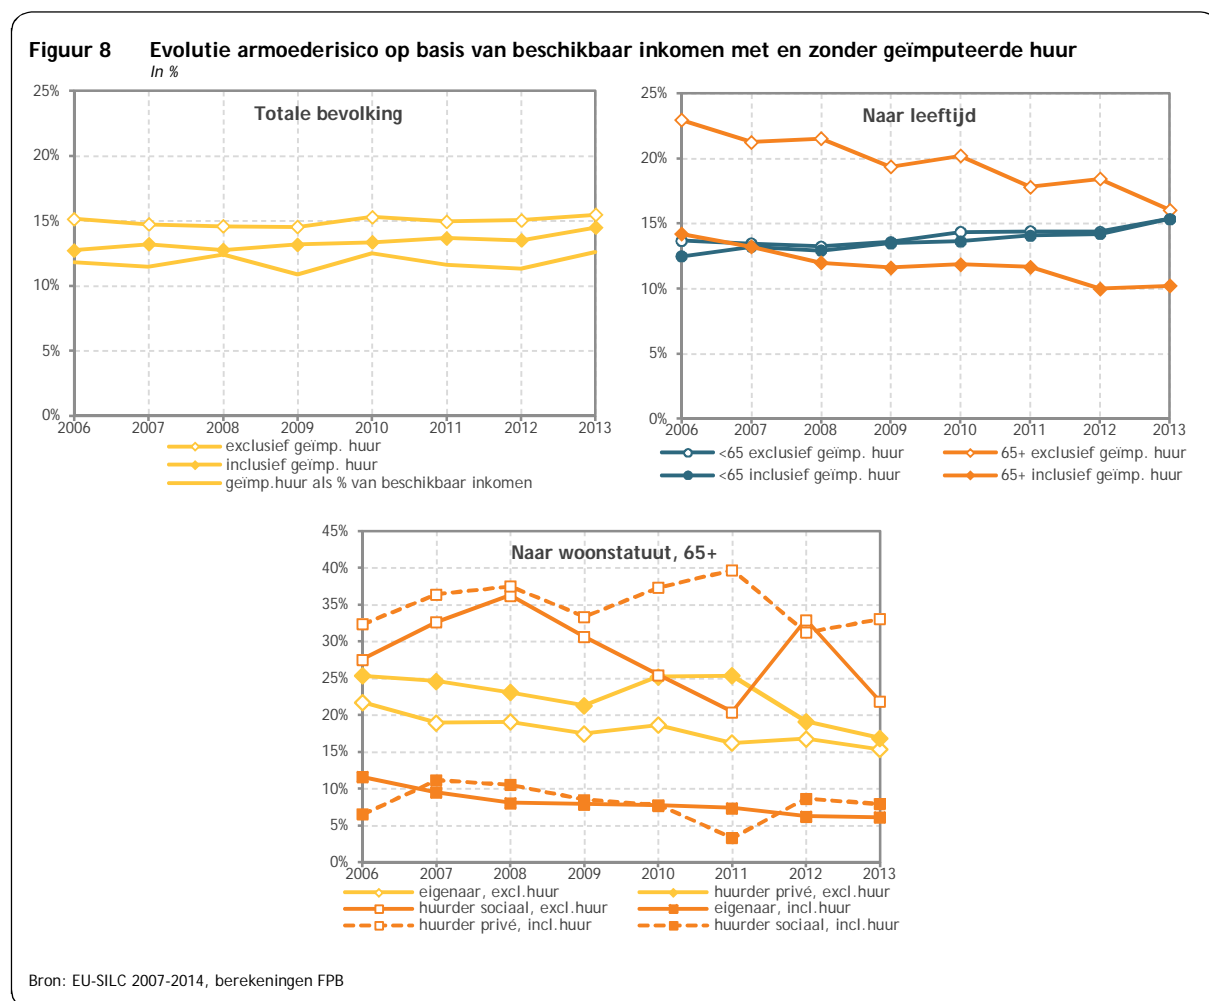 Figuur 8 Evolutie armoederisico op basis van beschikbaar inkomen met en zonder geïmputeerde huur
In %
Totale bevolking
25%
20%
15%
10%
5%
0%
2006 2007 2008 2009 2010 2011 2012 2013
exclusief geïmp. huur
inclusief geïmp. huur
geïmp.huur als % van beschikbaar inkomen
Naar leeftijd
25%
20%
15%
10%
5%
0%
2006 2007 2008 2009 2010 2011 2012 2013
<65 exclusief geïmp. huur 65+ exclusief geïmp. huur
<65 inclusief geïmp. huur 65+ inclusief geïmp. huur
Naar woonstatuut, 65+
45%
40%
35%
30%
25%
20%
15%
10%
5%
0%
2006 2007 2008 2009 2010 2011 2012 2013
eigenaar, excl.huur huurder privé, excl.huur
huurder sociaal, excl.huur eigenaar, incl.huur
huurder privé, incl.huur huurder sociaal, incl.huur
Bron: EU-SILC 2007-2014, berekeningen FPB